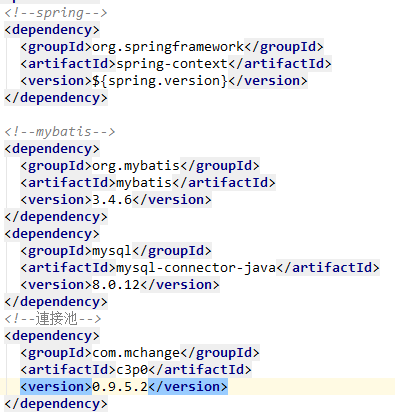 <!--spring-->
<dependency>
<groupId>org.springframework</groupId>
<artifactId>spring-context</artifactId>
<version>${spring.version}</version>
</dependency>
<!--mybatis-->
<dependency>
<groupId>org.mybatis</groupId>
<artifactId>mybatis</artifactId>
<version>3.4.6</version>
</dependency>
<dependency>
<groupId>mysql</groupId>
<artifactId>mysql-connector-java</artifactId>
<version>8.0.12</version>
</dependency>
<!--連接池-->
<dependency>
<groupId>com.mchange</groupId>
<artifactId>c3p0</artifactId>
<version>0.9.5.2</version>
</dependency>